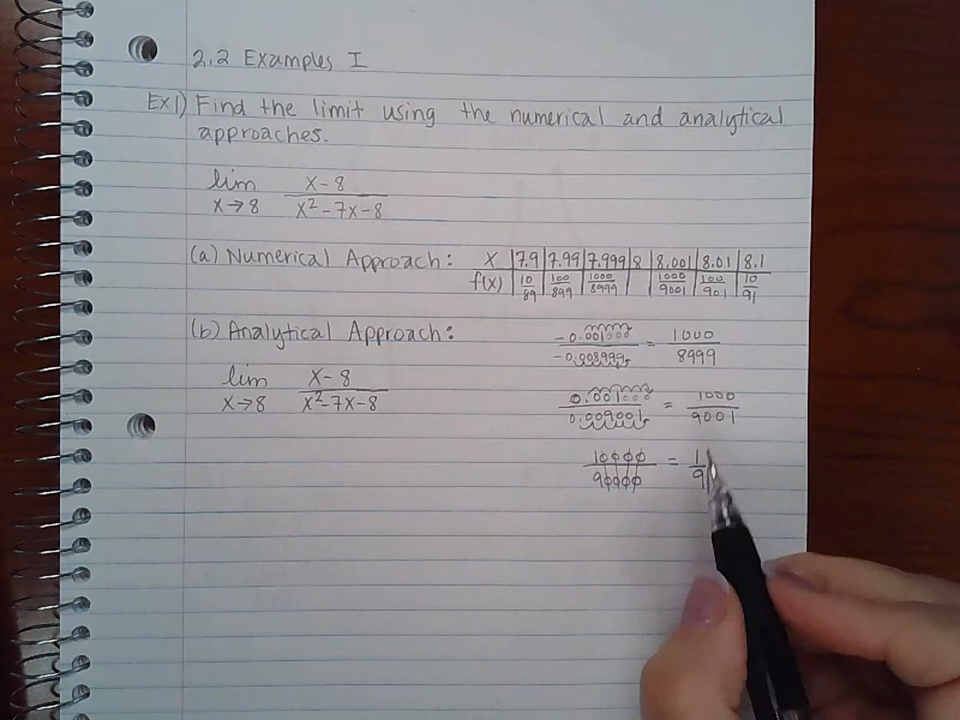 2.2 Examples I
Ex1) Find the limit using the numerical and analytical
approaches.
lim x→8 (x-8)/(x²-7x-8)
(a) Numerical Approach:
x | 7.9 | 7.99 | 7.999 | 8 | 8.001 | 8.01 | 8.1
f(x) | 10/89 | 100/899 | 1000/8999 | | 1000/9001 | 100/901 | 10/91
(b) Analytical Approach:
-0.001000/-0.008999 = 1000/8999
lim x→8 (x-8)/(x²-7x-8)
0.001000/0.009001 = 1000/9001
10000/90000 = 1/9